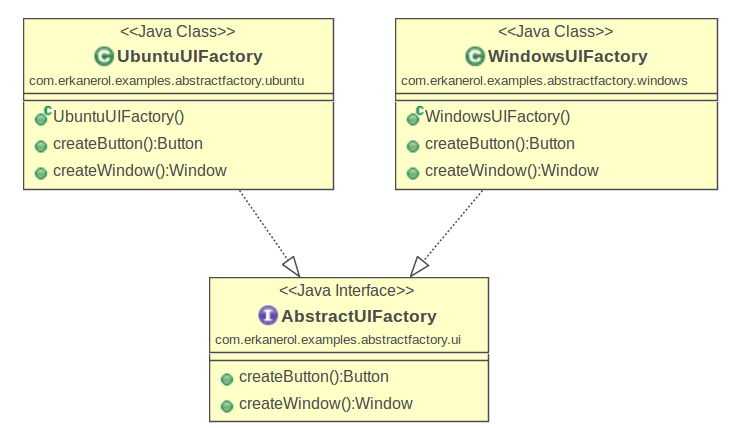 <<Java Class>>
C UbuntuUIFactory
com.erkanerol.examples.abstractfactory.ubuntu
C UbuntuUIFactory()
createButton():Button
createWindow():Window
<<Java Class>>
C WindowsUIFactory
com.erkanerol.examples.abstractfactory.windows
C WindowsUIFactory()
createButton():Button
createWindow():Window
<<Java Interface>>
I AbstractUIFactory
com.erkanerol.examples.abstractfactory.ui
createButton():Button
createWindow():Window